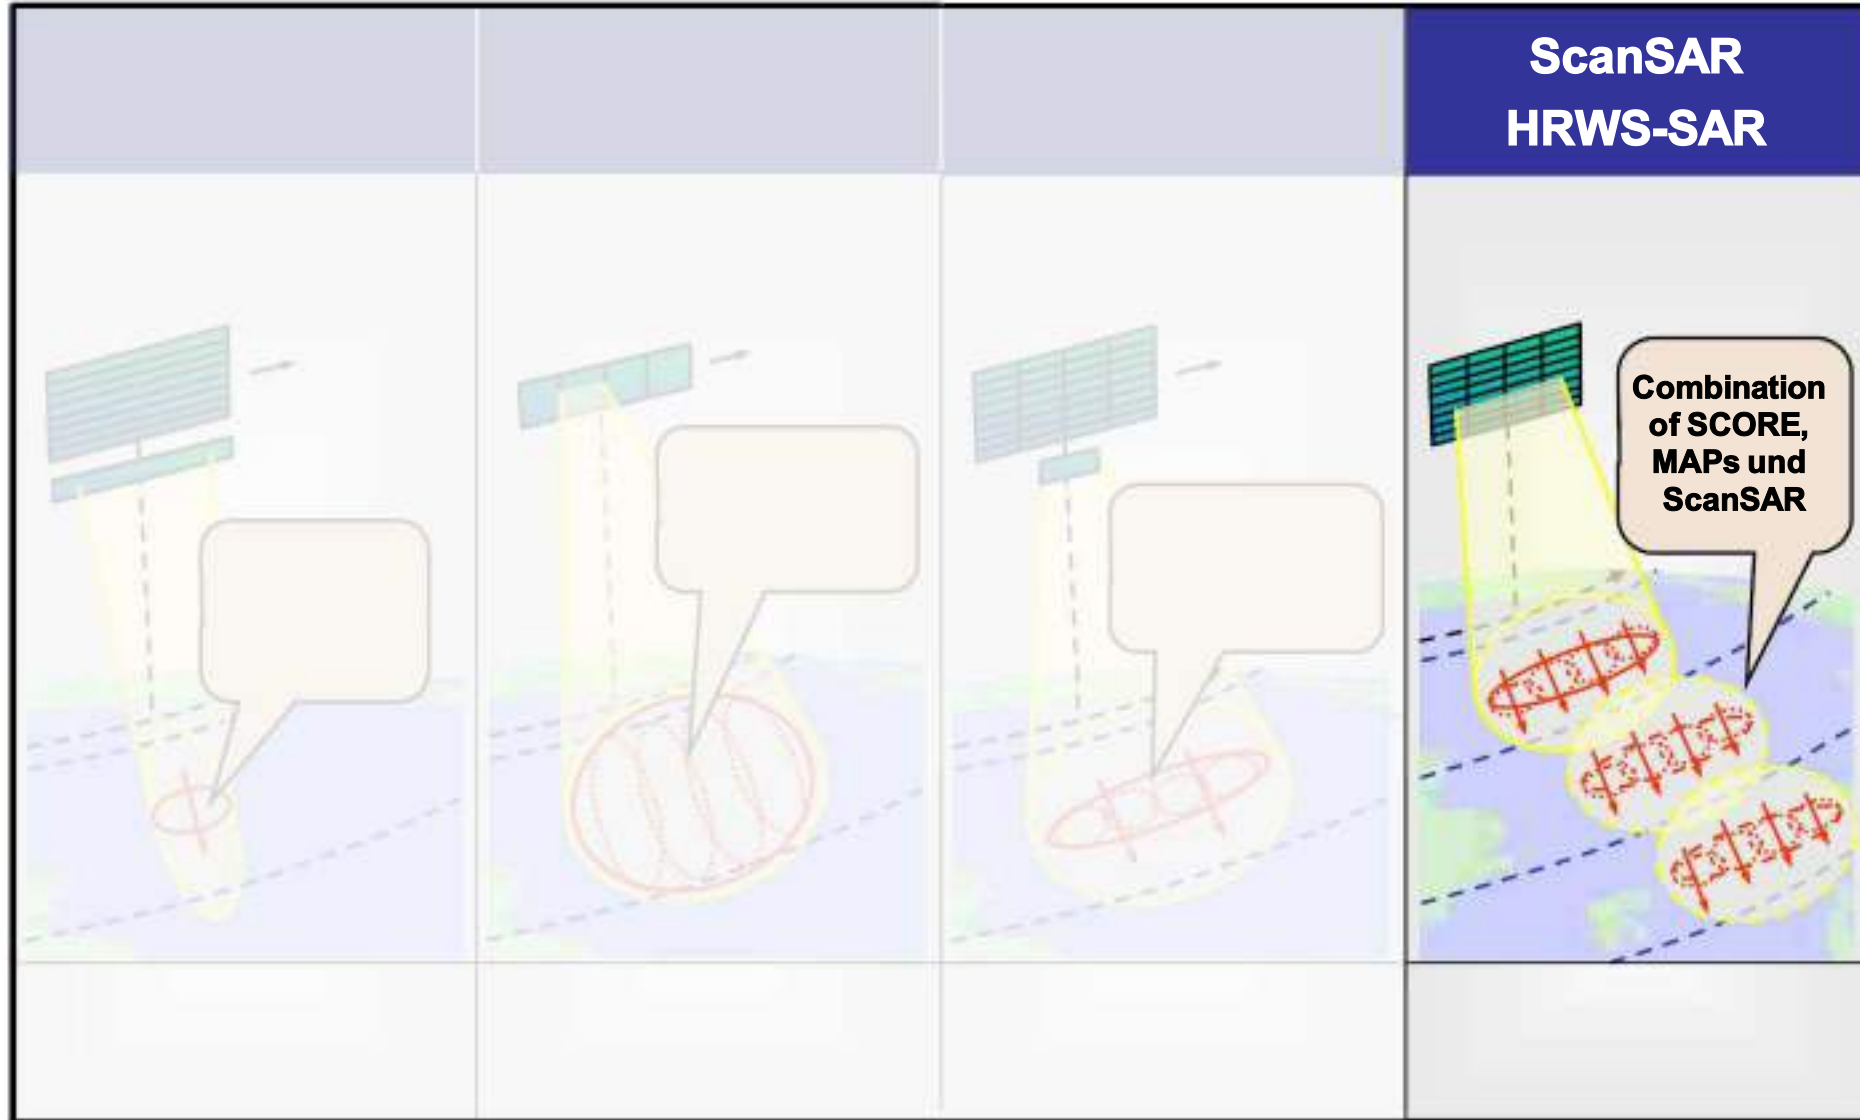 ScanSAR
HRWS-SAR
Combination
of SCORE,
MAPs und
ScanSAR